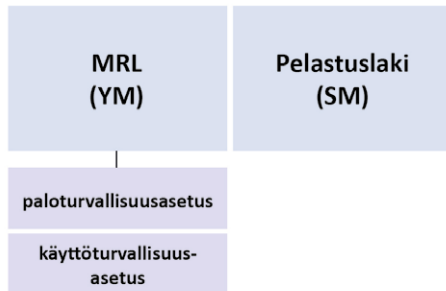 MRL
(YM)
Pelastuslaki
(SM)
paloturvallisuusasetus
käyttöturvallisuus-
asetus